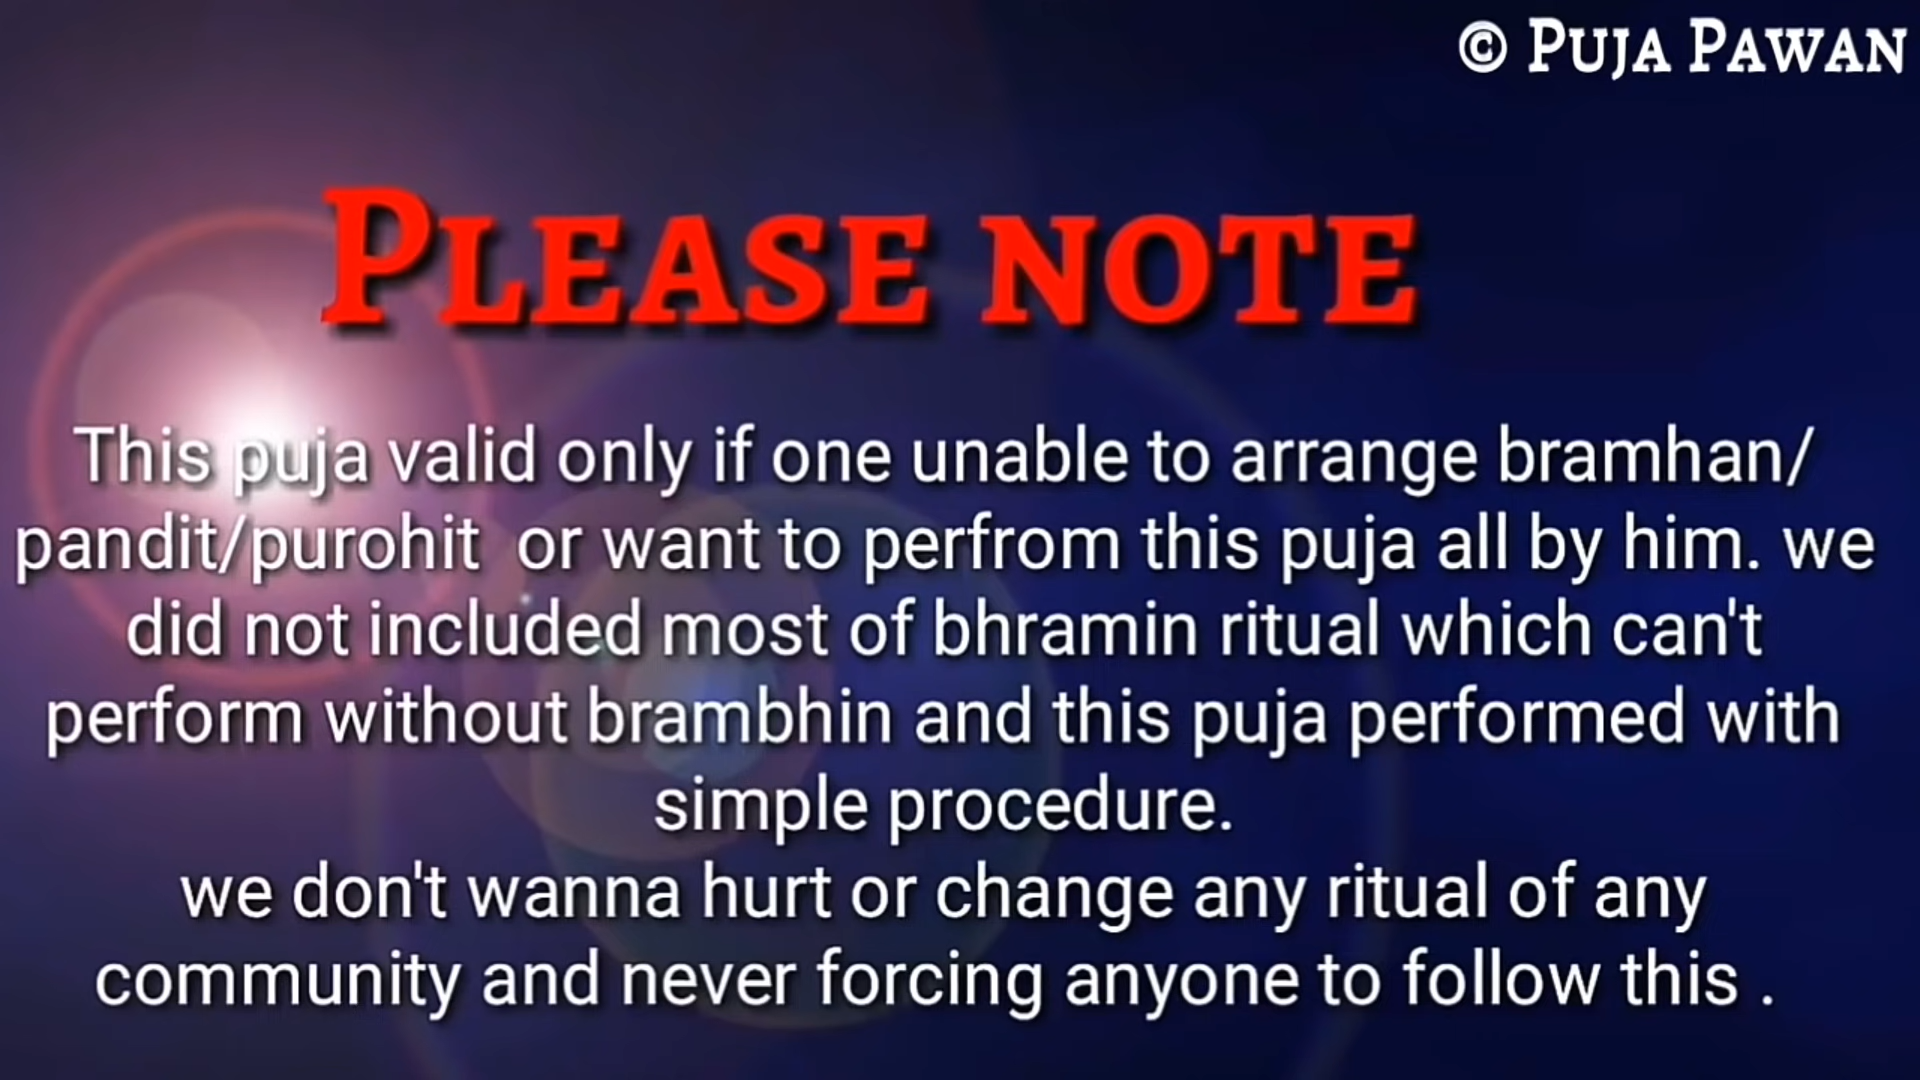 © Puja Pawan
Please note
This puja valid only if one unable to arrange bramhan/
pandit/purohit or want to perfrom this puja all by him. we
did not included most of bhramin ritual which can't
perform without brambhin and this puja performed with
simple procedure.
we don't wanna hurt or change any ritual of any
community and never forcing anyone to follow this .